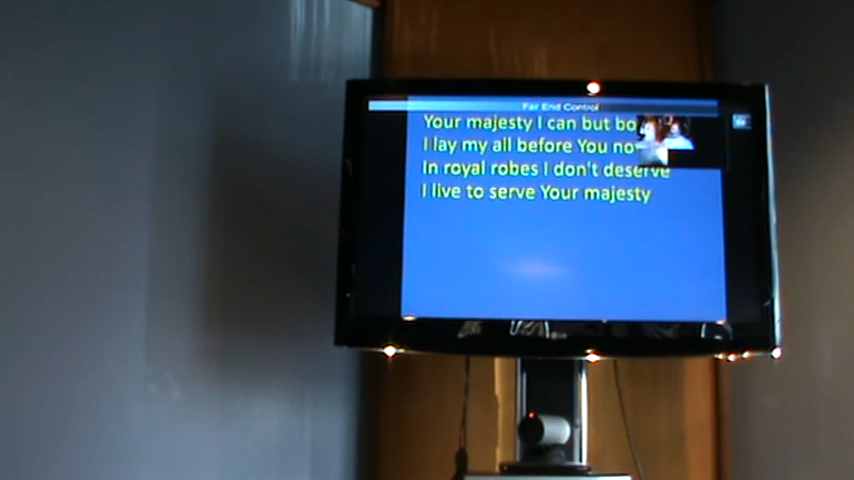 Far End Control
Your majesty I can but bo
I lay my all before You no
In royal robes I don't deserve
I live to serve Your majesty